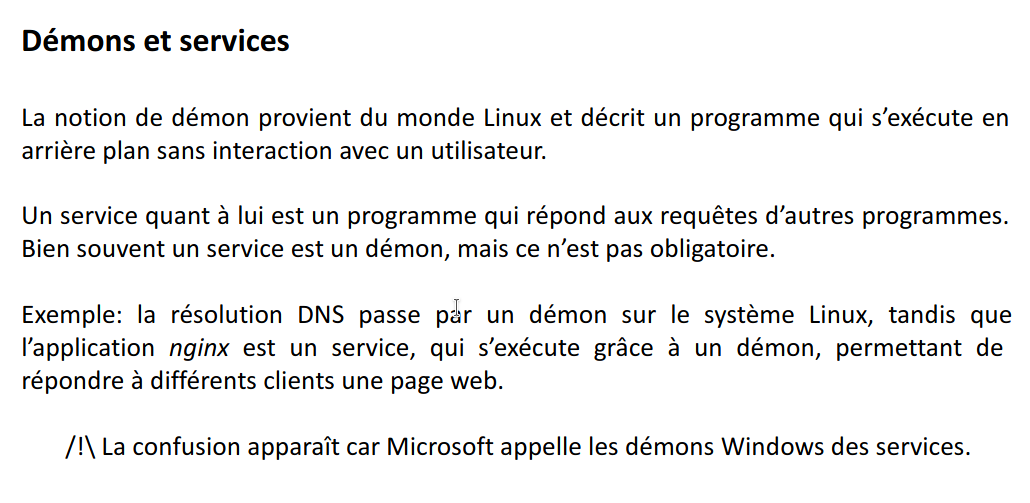 Démons et services
La notion de démon provient du monde Linux et décrit un programme qui s’exécute en
arrière plan sans interaction avec un utilisateur.
Un service quant à lui est un programme qui répond aux requêtes d’autres programmes.
Bien souvent un service est un démon, mais ce n’est pas obligatoire.
Exemple: la résolution DNS passe par un démon sur le système Linux, tandis que
l’application nginx est un service, qui s’exécute grâce à un démon, permettant de
répondre à différents clients une page web.
/!\ La confusion apparaît car Microsoft appelle les démons Windows des services.